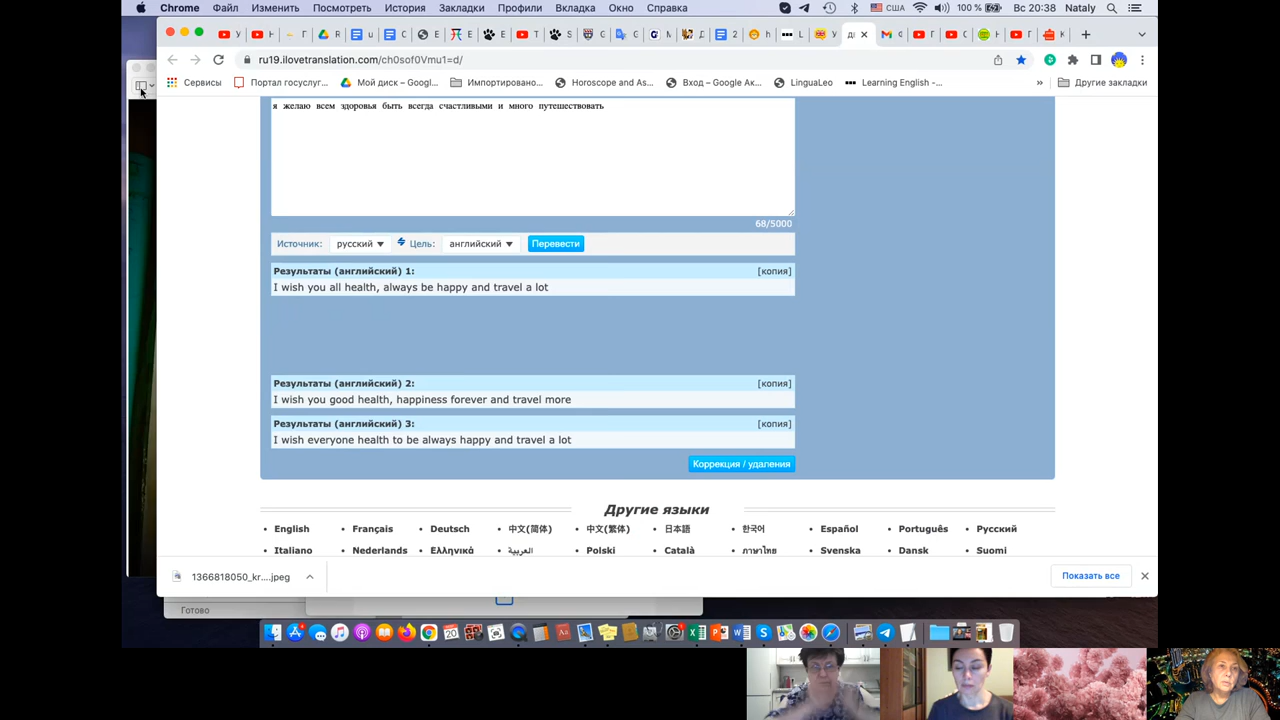 Chrome Файл Изменить Посмотреть История Закладки Профили Вкладка Окно Справка США 100 % Вс 20:38 Nataly
ru19.ilovetranslation.com/ch0sof0Vmu1=d/
Сервисы Портал госуслуг... Мой диск – Googl... Импортировано... Horoscope and As... Вход – Google Ак... LinguaLeo Learning English -... » Другие закладки
я желаю всем здоровья быть всегда счастливыми и много путешествовать
68/5000
Источник: русский Цель: английский Перевести
Результаты (английский) 1: [копия]
I wish you all health, always be happy and travel a lot
Результаты (английский) 2: [копия]
I wish you good health, happiness forever and travel more
Результаты (английский) 3: [копия]
I wish everyone health to be always happy and travel a lot
Коррекция / удаления
Другие языки
English Français Deutsch 中文(简体) 中文(繁体) 日本語 한국어 Español Português Русский
Italiano Nederlands Ελληνικά العربية Polski Català ภาษาไทย Svenska Dansk Suomi
1366818050_kr....jpeg Показать все
Готово